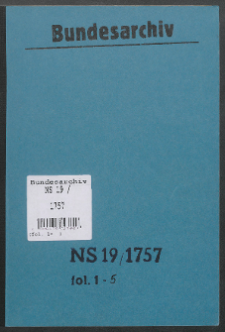 Bundesarchiv
Bundesarchiv
NS 19 /
1757
NS 19/1757
fol. 1-5